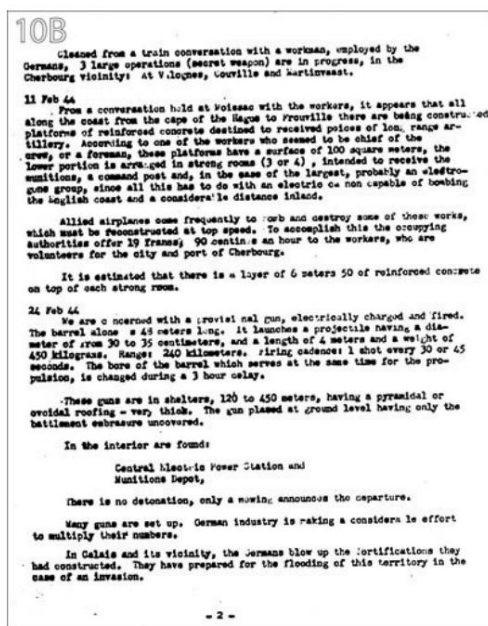 10B
Gleaned from a train conversation with a workman, employed by the
Germans, 3 large operations (secret weapon) are in progress, in the
Cherbourg vicinity: At Valognes, Couville and Martinvaast.
11 Feb 44
From a conversation held at Moissac with the workers, it appears that all
along the coast from the cape of the Hague to Trouville there are being constructed
platforms of reinforced concrete destined to received poices of long range ar-
tillery. According to one of the workers who seemed to be chief of the
crew, or a foreman, these platforms have a surface of 100 square meters, the
lower portion is arranged in strong rooms (3 or 4), intended to receive the
munitions, a command post and, in the case of the largest, probably an electro-
gune group, since all this has to do with an electric ca non capable of bombing
the English coast and a considera le distance inland.
Allied airplanes come frequently to bomb and destroy some of these works,
which must be reconstructed at top speed. To accomplish this the occupying
authorities offer 19 francs, 90 centimes an hour to the workers, who are
volunteers for the city and port of Cherbourg.
It is estimated that there is a layer of 6 meters 50 of reinforced concrete
on top of each strong room.
24 Feb 44
We are c ncerned with a provisi nal gun, electrically charged and fired.
The barrel alone is 45 meters long. It launches a projectile having a dia-
meter of from 30 to 35 centimeters, and a length of 4 meters and a weight of
450 kilograms. Range: 240 kilometers. Firing cadence: 1 shot every 30 or 45
seconds. The bore of the barrel which serves at the same time for the pro-
pulsion, is changed during a 3 hour delay.
These guns are in shelters, 120 to 450 meters, having a pyramidal or
ovoidal roofing - very thick. The gun placed at ground level having only the
battlement embrasure uncovered.
In the interior are found:
Central Electric Power Station and
Munitions Depot,
There is no detonation, only a mowing announces the departure.
Many guns are set up. German industry is making a considera le effort
to multiply their numbers.
In Calais and its vicinity, the Germans blow up the fortifications they
had constructed. They have prepared for the flooding of this territory in the
case of an invasion.
- 2 -